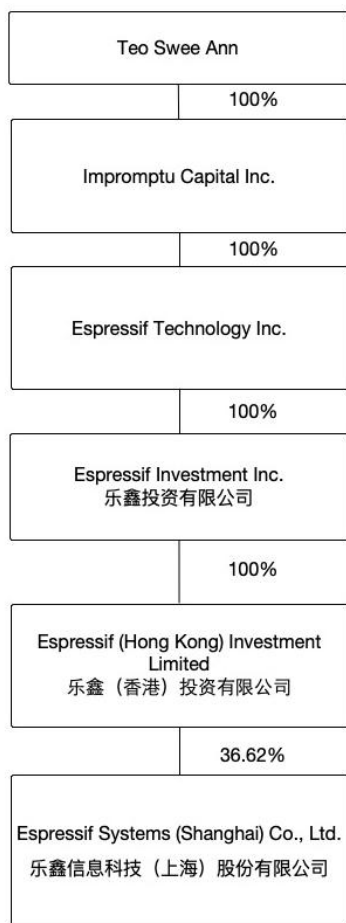 Teo Swee Ann
100%
Impromptu Capital Inc.
100%
Espressif Technology Inc.
100%
Espressif Investment Inc.
乐鑫投资有限公司
100%
Espressif (Hong Kong) Investment
Limited
乐鑫（香港）投资有限公司
36.62%
Espressif Systems (Shanghai) Co., Ltd.
乐鑫信息科技（上海）股份有限公司